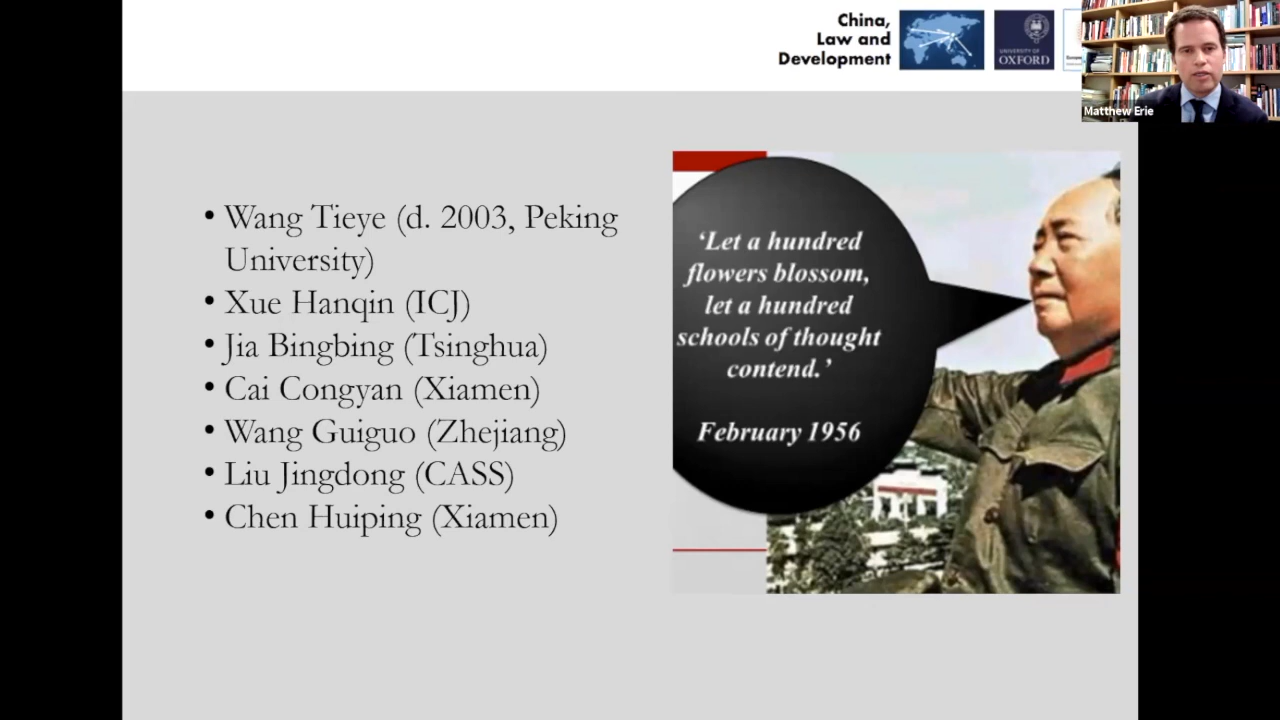 China,
Law and
Development
UNIVERSITY OF
OXFORD
Matthew Erie
• Wang Tieye (d. 2003, Peking
University)
• Xue Hanqin (ICJ)
• Jia Bingbing (Tsinghua)
• Cai Congyan (Xiamen)
• Wang Guiguo (Zhejiang)
• Liu Jingdong (CASS)
• Chen Huiping (Xiamen)
‘Let a hundred
flowers blossom,
let a hundred
schools of thought
contend.’
February 1956